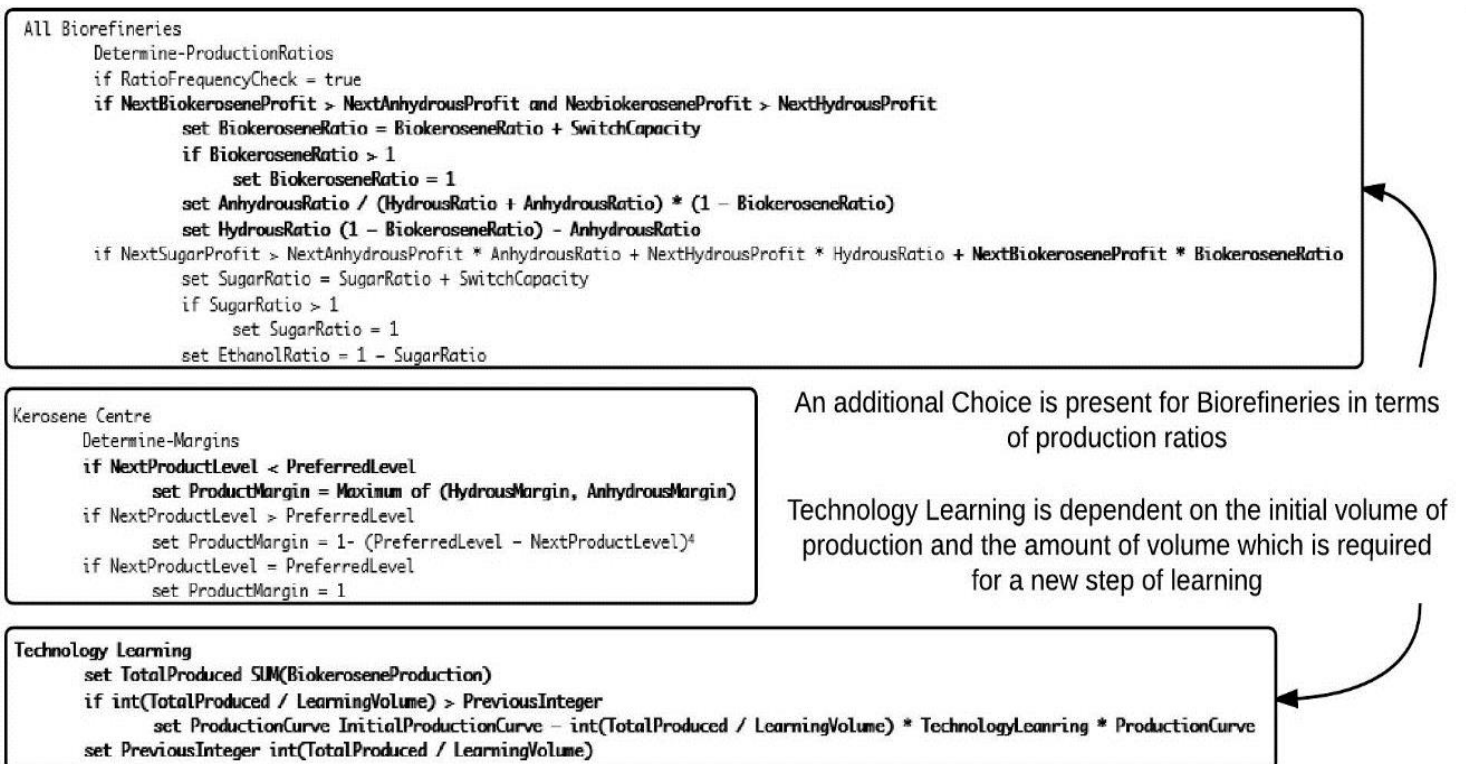 All Biorefineries
Determine-ProductionRatios
if RatioFrequencyCheck = true
if NextBiokeroseneProfit > NextAnhydrousProfit and NexbiokeroseneProfit > NextHydrousProfit
set BiokeroseneRatio = BiokeroseneRatio + SwitchCapacity
if BiokeroseneRatio > 1
set BiokeroseneRatio = 1
set AnhydrousRatio / (HydrousRatio + AnhydrousRatio) * (1 – BiokeroseneRatio)
set HydrousRatio (1 – BiokeroseneRatio) - AnhydrousRatio
if NextSugarProfit > NextAnhydrousProfit * AnhydrousRatio + NextHydrousProfit * HydrousRatio + NextBiokeroseneProfit * BiokeroseneRatio
set SugarRatio = SugarRatio + SwitchCapacity
if SugarRatio > 1
set SugarRatio = 1
set EthanolRatio = 1 – SugarRatio
Kerosene Centre
Determine-Margins
if NextProductLevel < PreferredLevel
set ProductMargin = Maximum of (HydrousMargin, AnhydrousMargin)
if NextProductLevel > PreferredLevel
set ProductMargin = 1- (PreferredLevel – NextProductLevel)⁴
if NextProductLevel = PreferredLevel
set ProductMargin = 1
An additional Choice is present for Biorefineries in terms
of production ratios
Technology Learning is dependent on the initial volume of
production and the amount of volume which is required
for a new step of learning
Technology Learning
set TotalProduced SUM(BiokeroseneProduction)
if int(TotalProduced / LearningVolume) > PreviousInteger
set ProductionCurve InitialProductionCurve – int(TotalProduced / LearningVolume) * TechnologyLeanring * ProductionCurve
set PreviousInteger int(TotalProduced / LearningVolume)